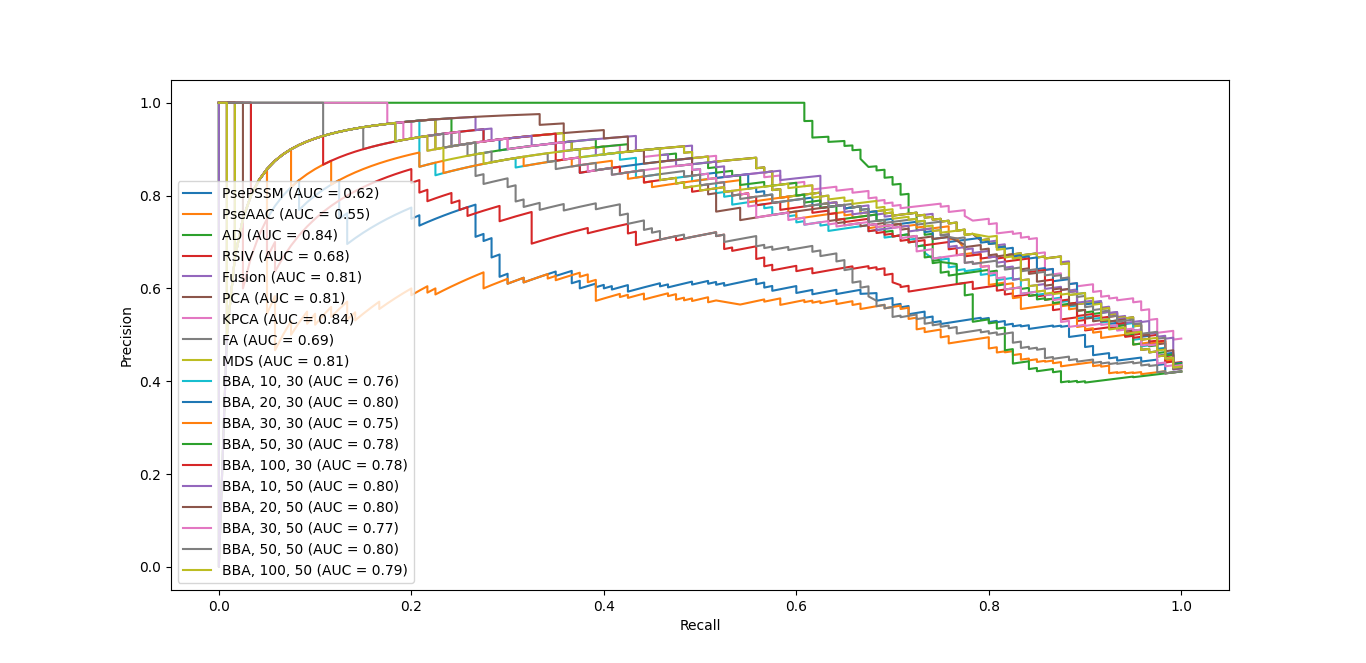 1.0
0.8
0.6
0.4
0.2
0.0
Precision
PsePSSM (AUC = 0.62)
PseAAC (AUC = 0.55)
AD (AUC = 0.84)
RSIV (AUC = 0.68)
Fusion (AUC = 0.81)
PCA (AUC = 0.81)
KPCA (AUC = 0.84)
FA (AUC = 0.69)
MDS (AUC = 0.81)
BBA, 10, 30 (AUC = 0.76)
BBA, 20, 30 (AUC = 0.80)
BBA, 30, 30 (AUC = 0.75)
BBA, 50, 30 (AUC = 0.78)
BBA, 100, 30 (AUC = 0.78)
BBA, 10, 50 (AUC = 0.80)
BBA, 20, 50 (AUC = 0.80)
BBA, 30, 50 (AUC = 0.77)
BBA, 50, 50 (AUC = 0.80)
BBA, 100, 50 (AUC = 0.79)
0.0 0.2 0.4 0.6 0.8 1.0
Recall